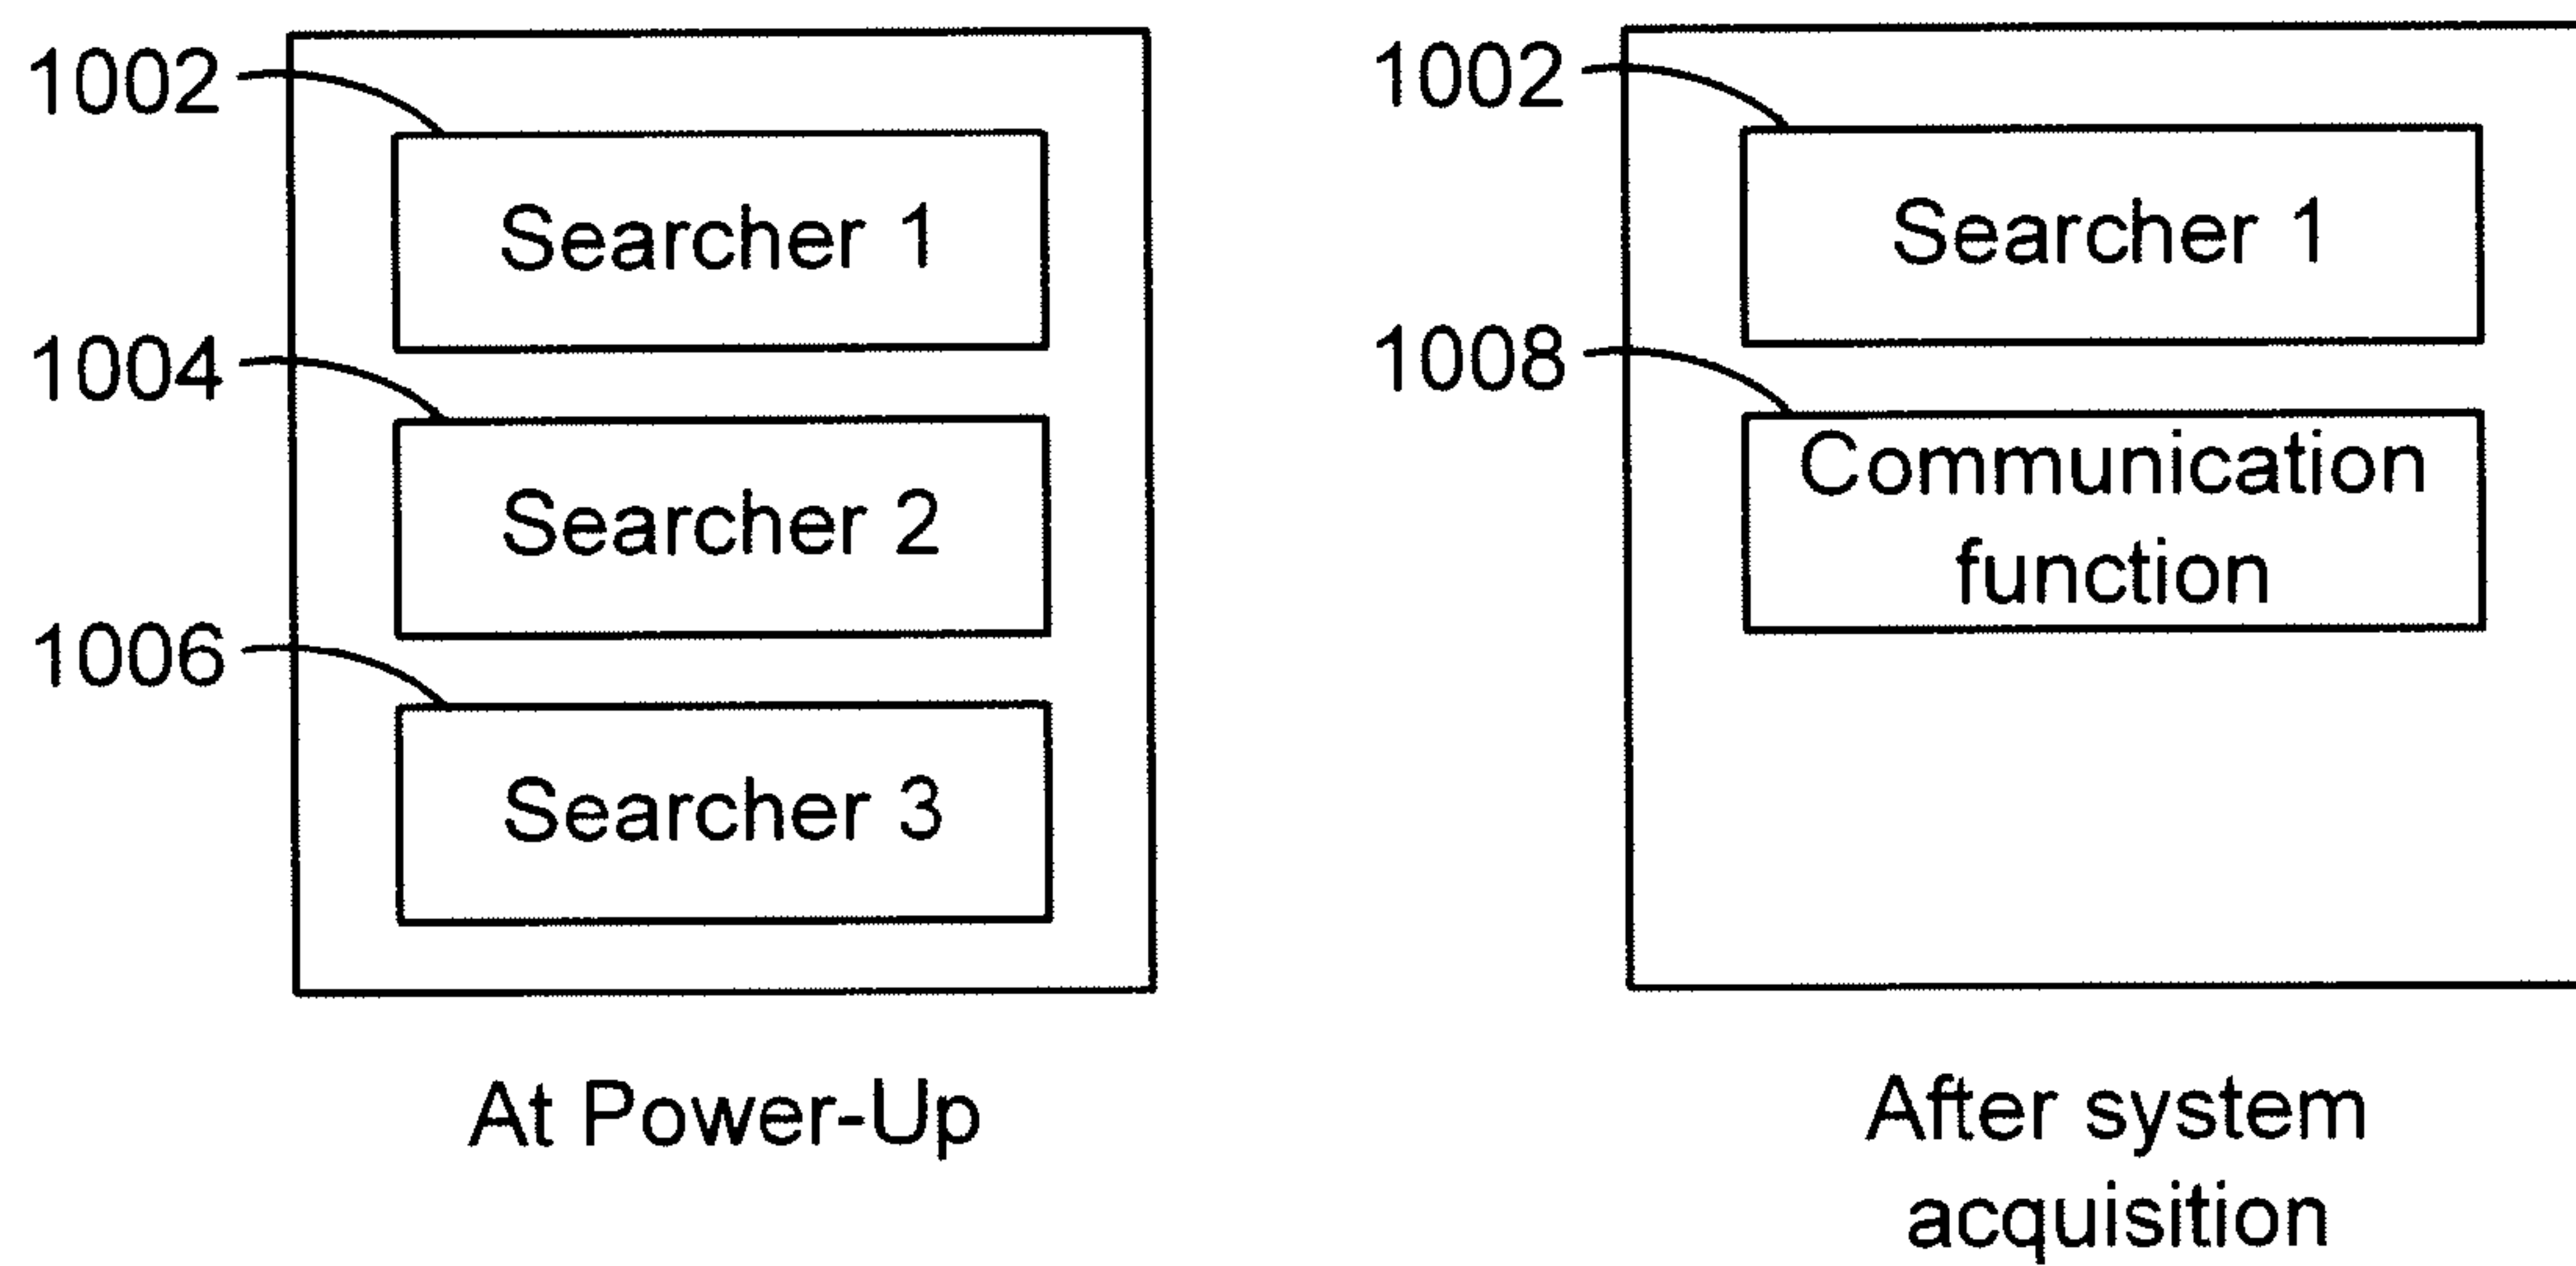 1002
Searcher 1
1004
Searcher 2
1006
Searcher 3
At Power-Up
1002
Searcher 1
1008
Communication
function
After system
acquisition